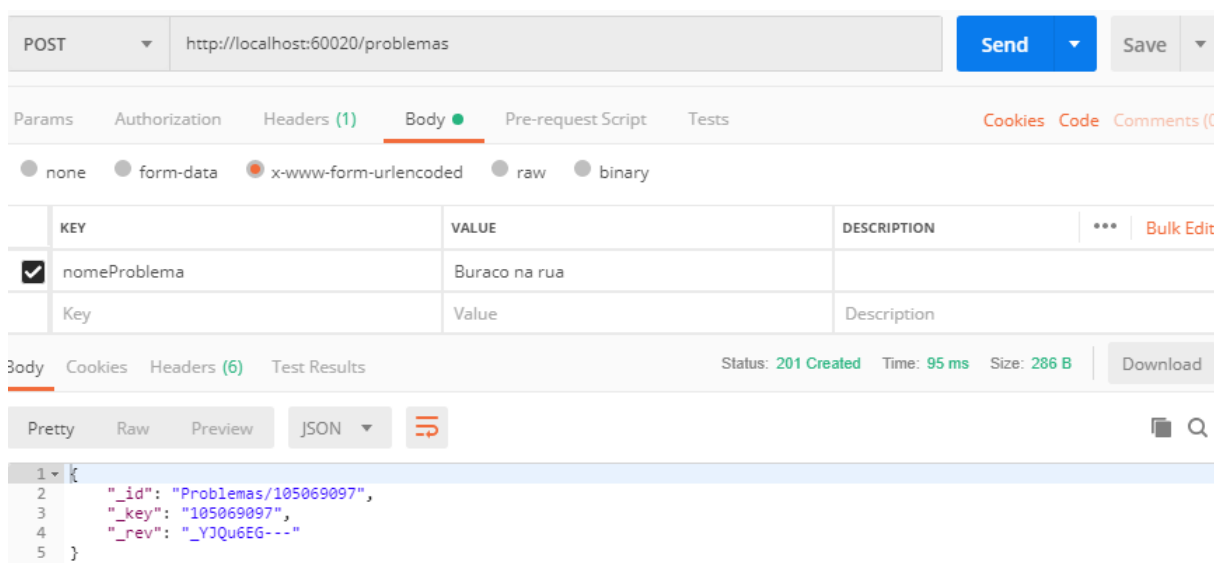 POST http://localhost:60020/problemas Send Save
Params Authorization Headers (1) Body Pre-request Script Tests Cookies Code Comments (0
none form-data x-www-form-urlencoded raw binary
KEY VALUE DESCRIPTION ••• Bulk Edit
nomeProblema Buraco na rua
Key Value Description
Body Cookies Headers (6) Test Results Status: 201 Created Time: 95 ms Size: 286 B Download
Pretty Raw Preview JSON
1 {
2 "_id": "Problemas/105069097",
3 "_key": "105069097",
4 "_rev": "_YJQu6EG---"
5 }